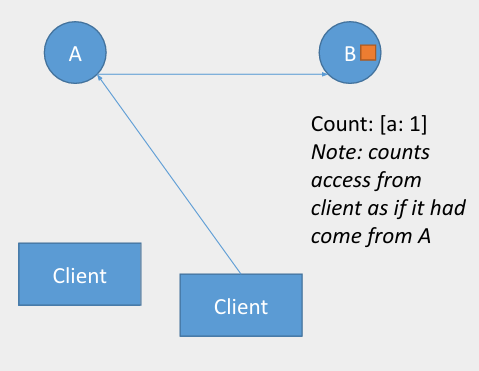 A
B
Count: [a: 1]
Note: counts
access from
client as if it had
come from A
Client
Client